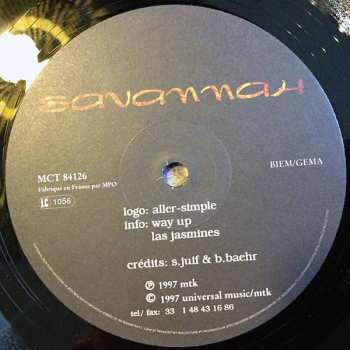 savannah
MCT 84126
Fabriqué en France par MPO
BIEM/GEMA
LC 1056
logo: aller-simple
info: way up
las jasmines
crédits: s.juif & b.baehr
℗ 1997 mtk
© 1997 universal music/mtk
tel/ fax: 33 1 48 43 16 86